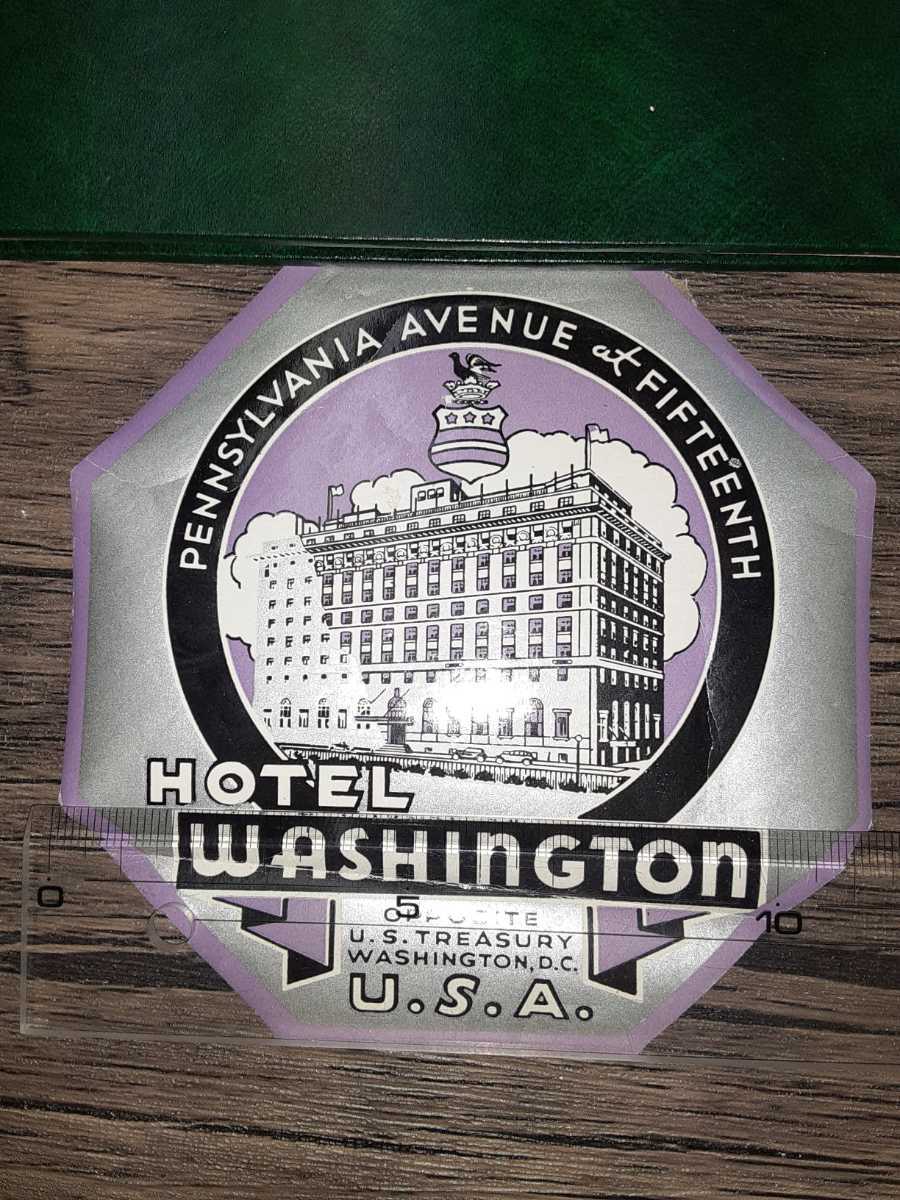 PENNSYLVANIA AVENUE at FIFTEENTH
HOTEL
WASHINGTON
0 5 10
OPPOSITE
U.S. TREASURY
WASHINGTON, D.C.
U.S.A.